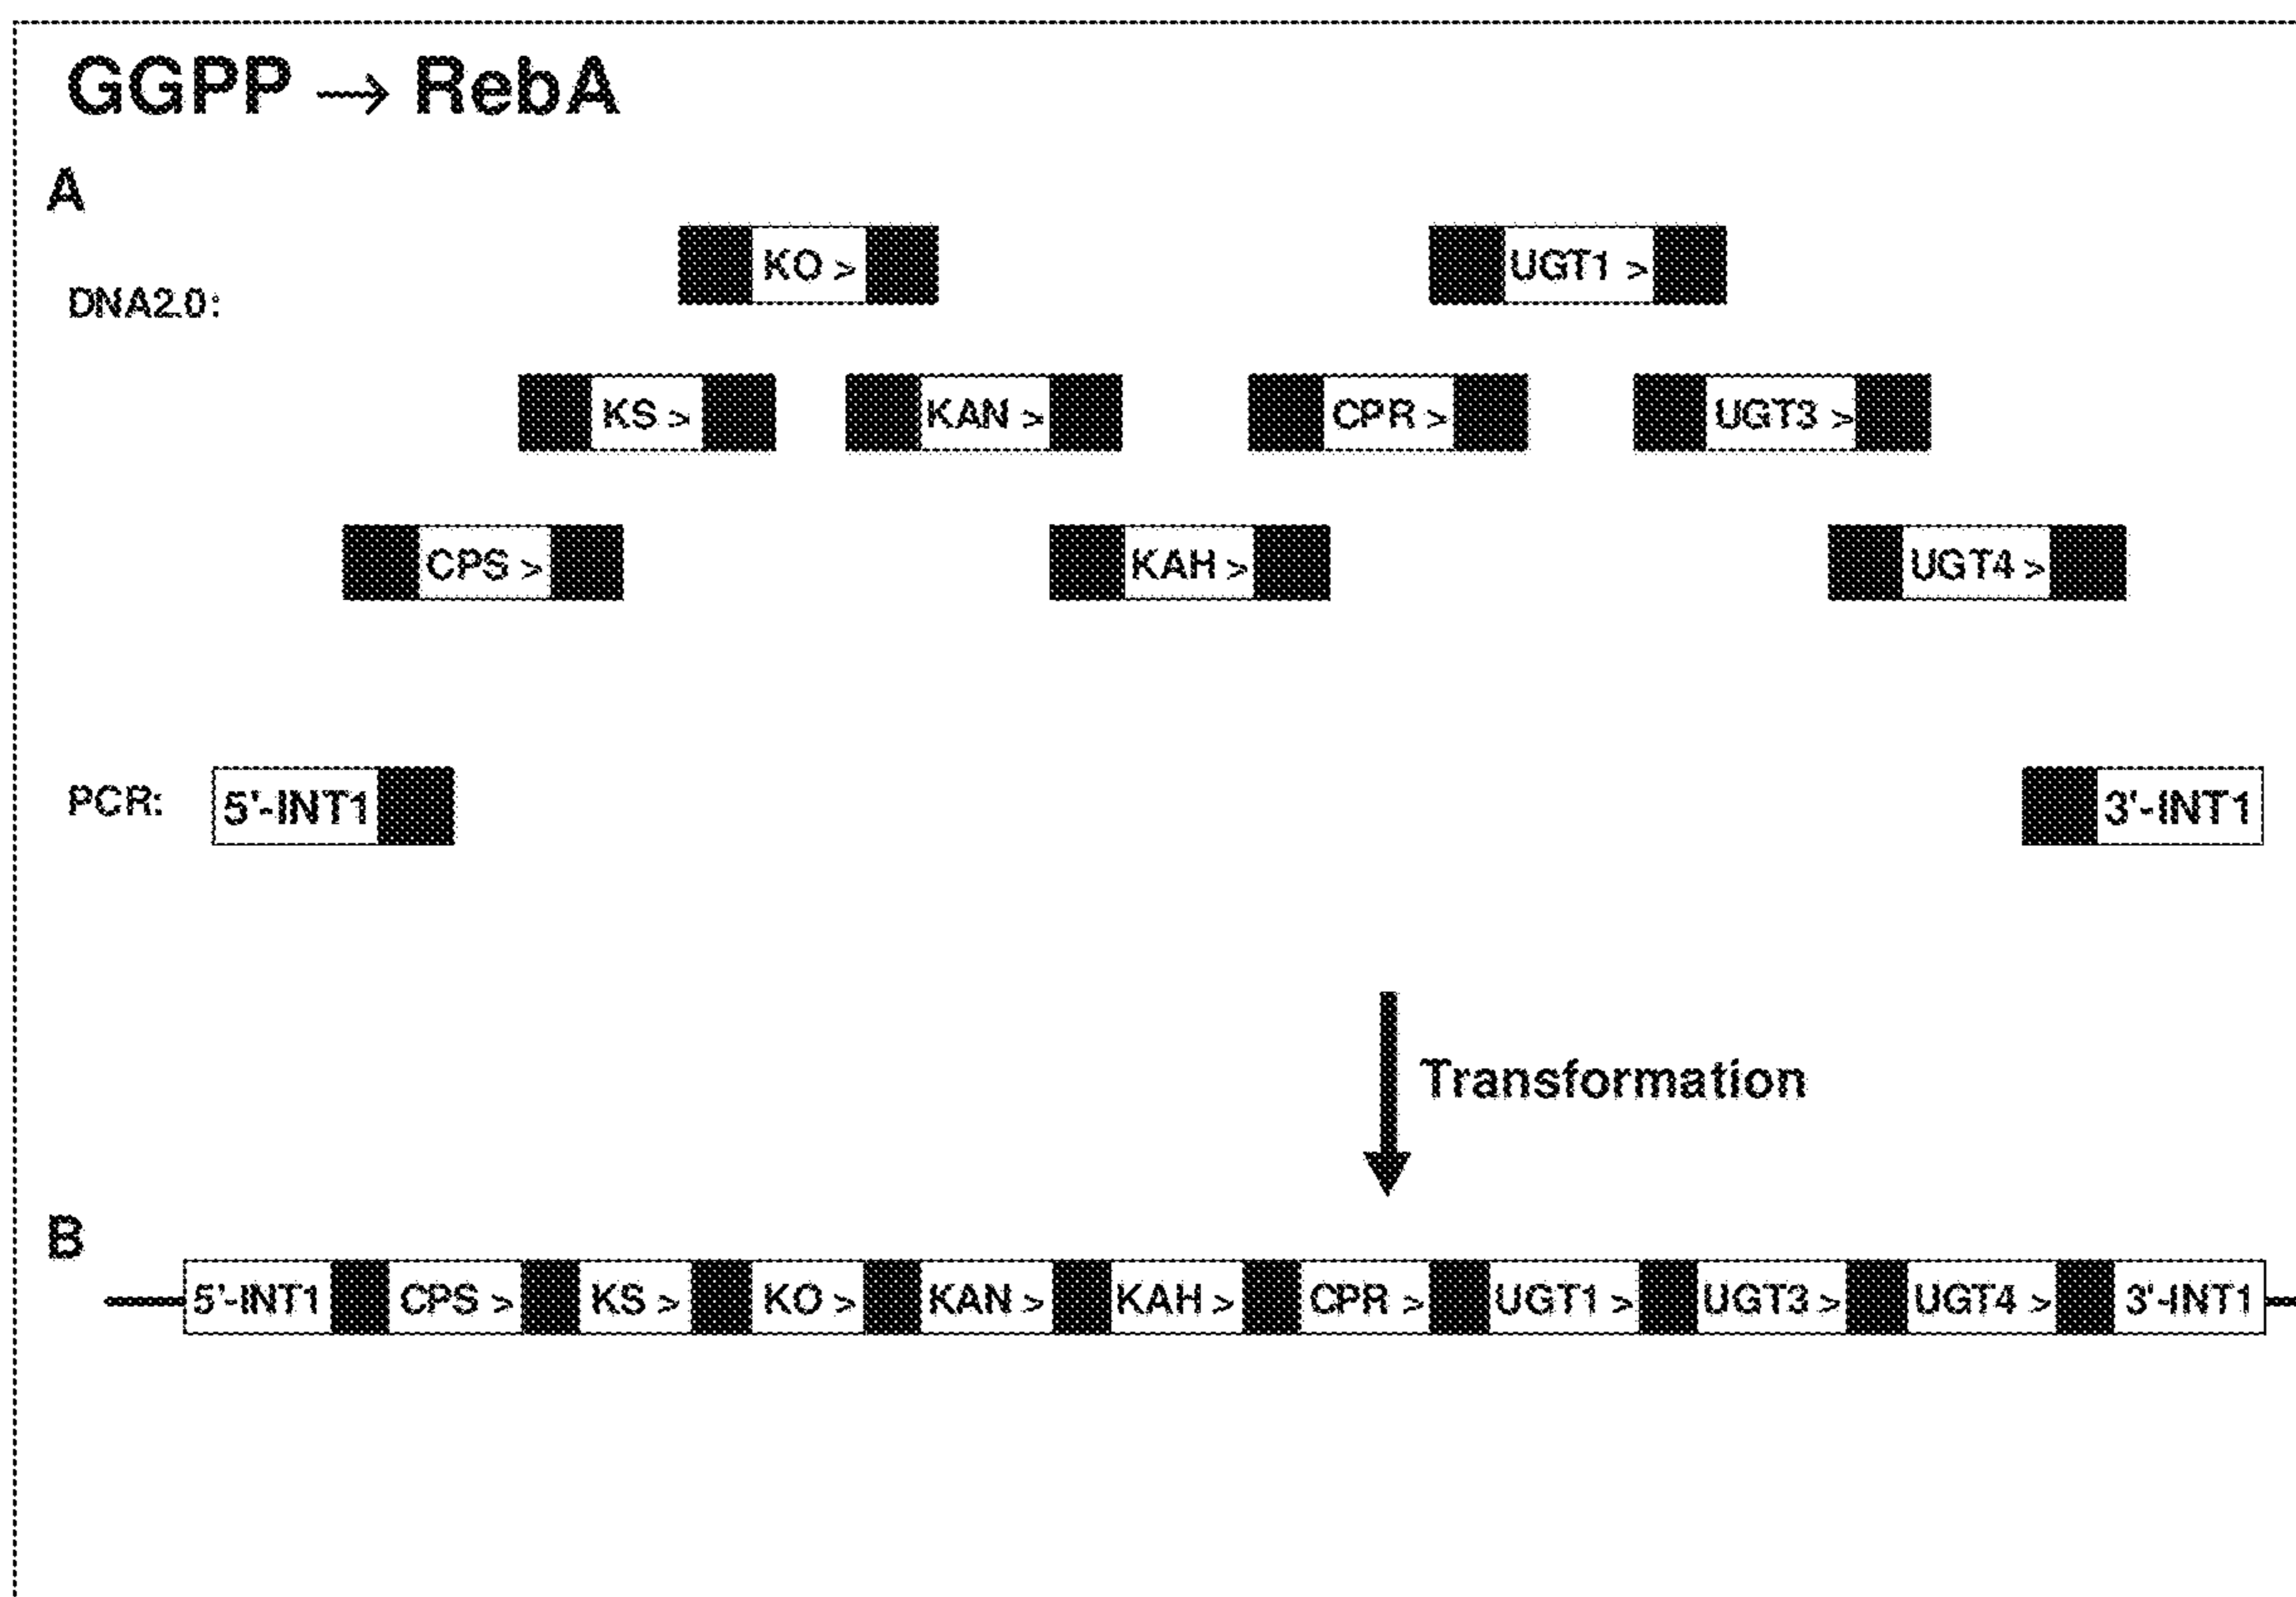 GGPP → RebA
A
KO > UGT1 >
DNA2.0:
KS > KAN > CPR > UGT3 >
CPS > KAH > UGT4 >
PCR: 5'-INT1 3'-INT1
Transformation
B
5'-INT1 CPS > KS > KO > KAN > KAH > CPR > UGT1 > UGT3 > UGT4 > 3'-INT1